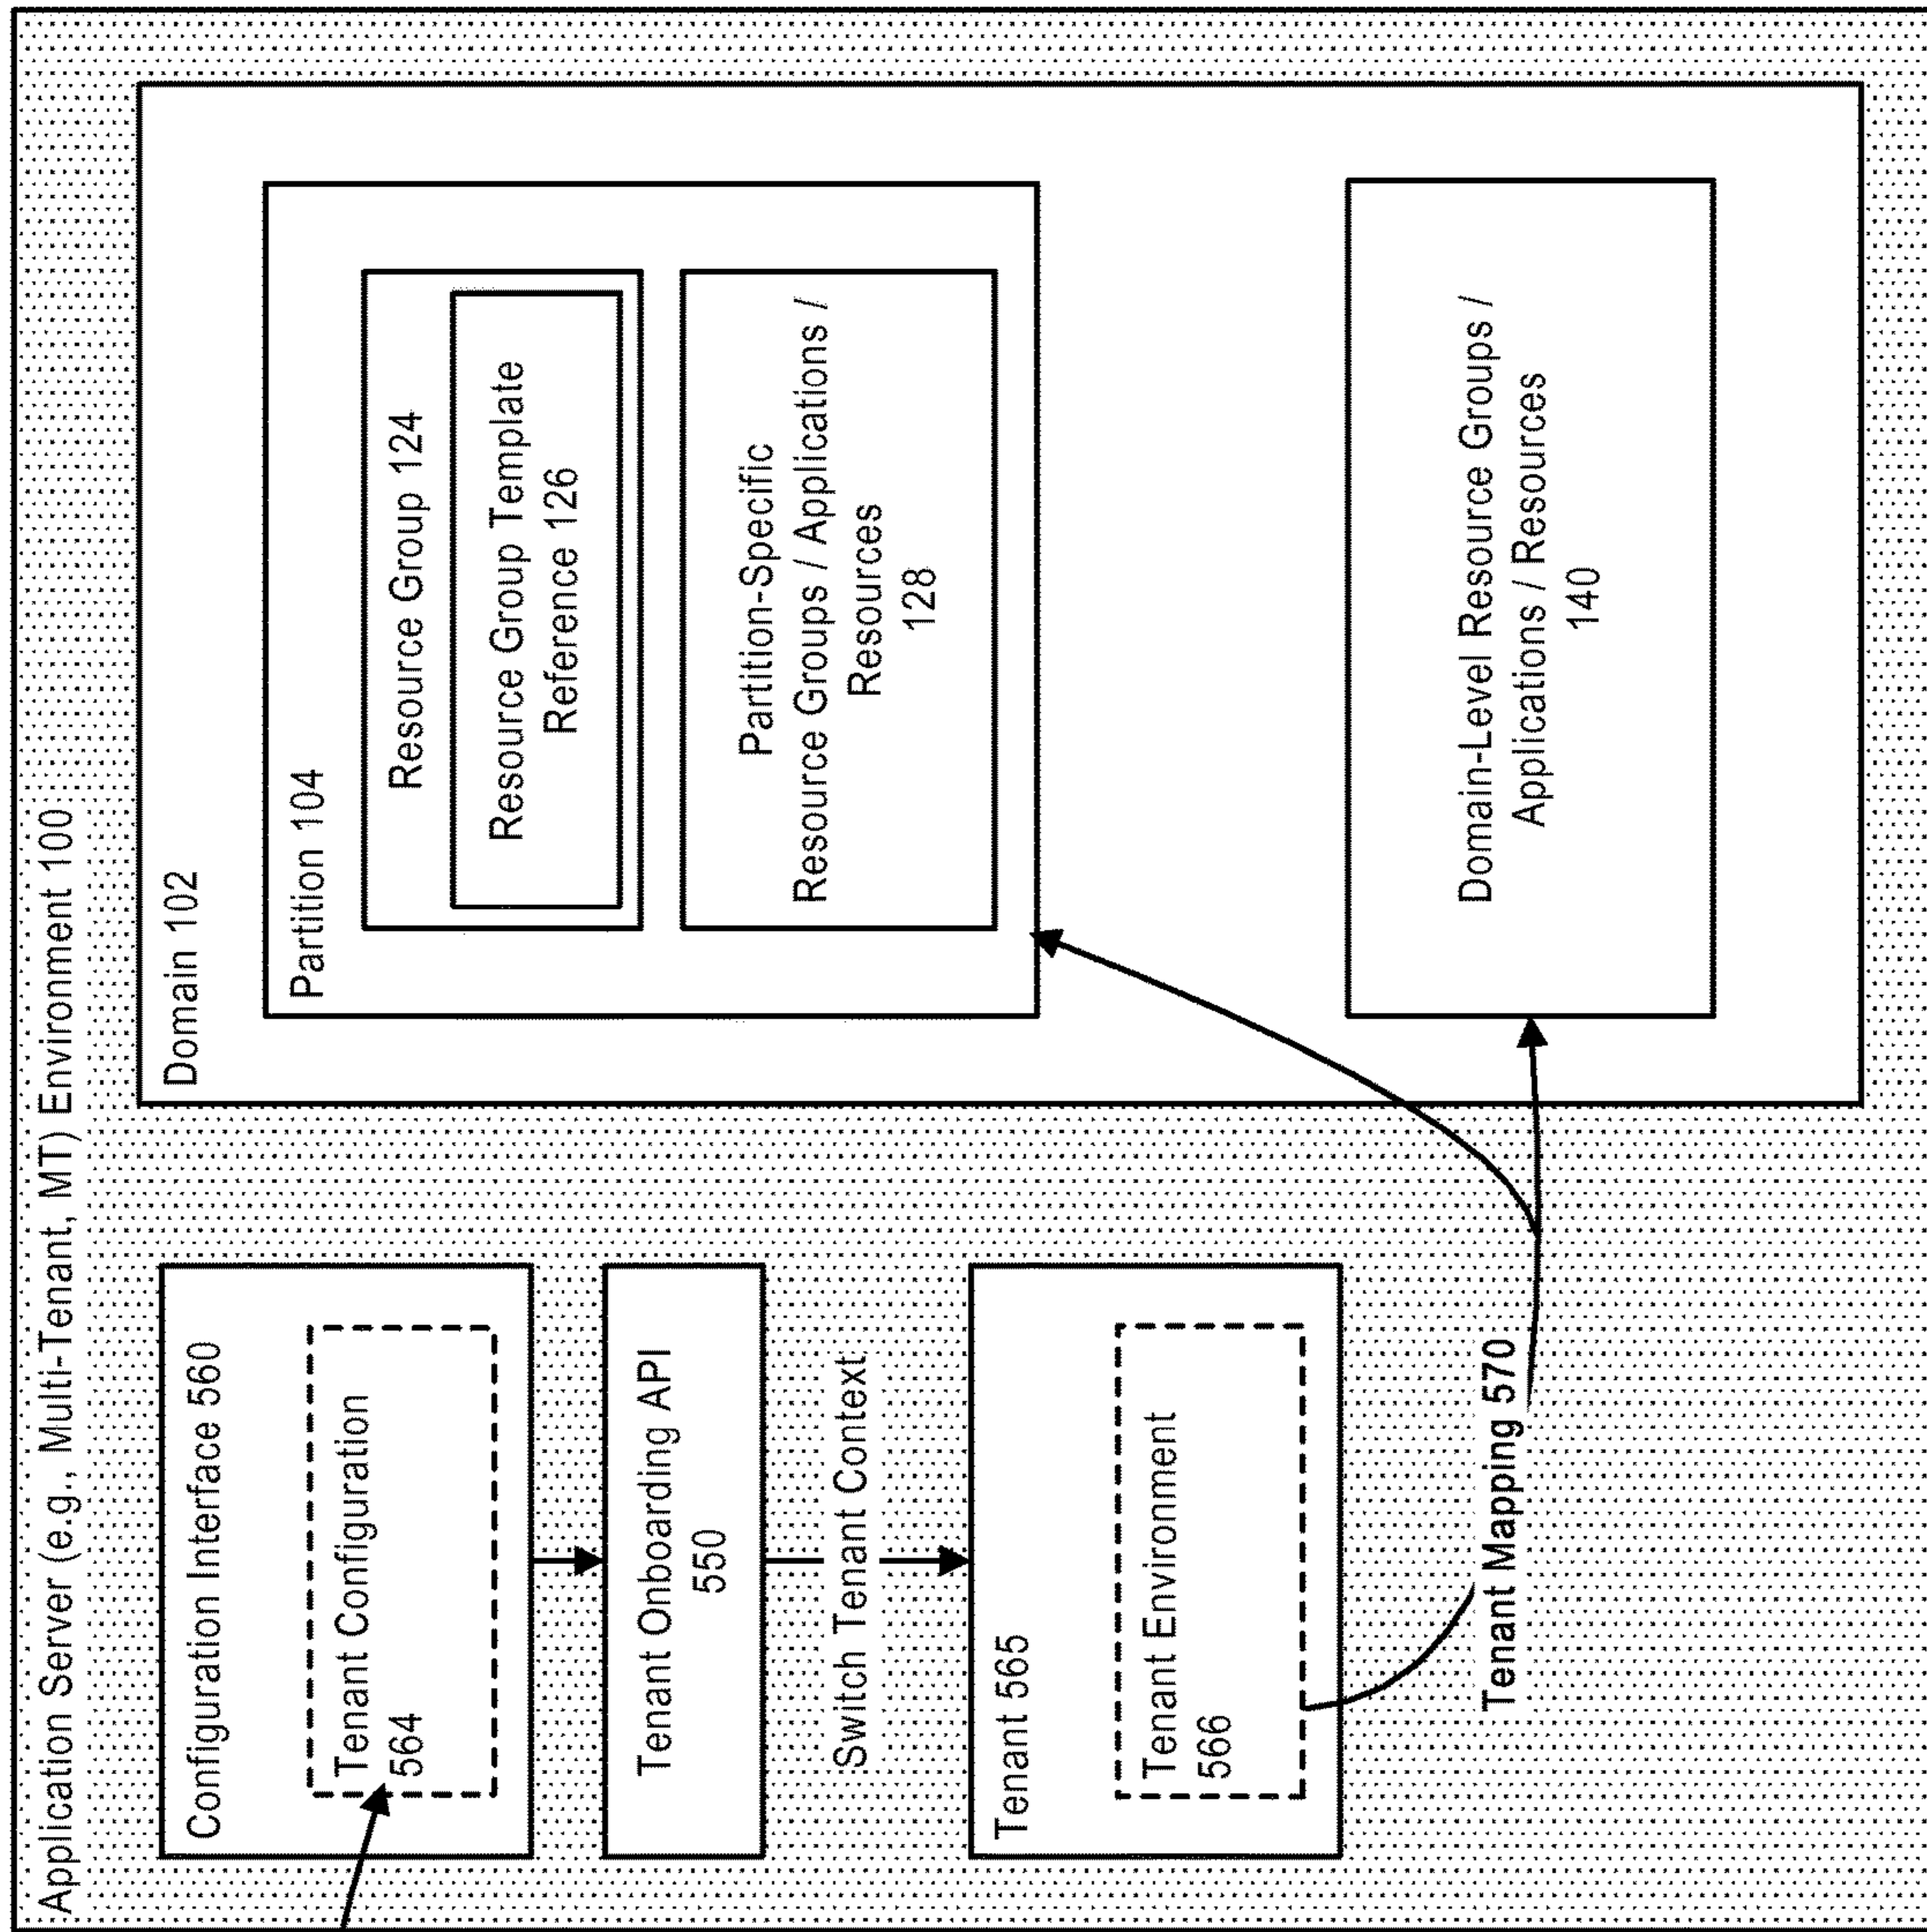 Application Server (e.g., Multi-Tenant, MT) Environment 100
Configuration Interface 560
Tenant Configuration
564
Tenant Onboarding API
550
Switch Tenant Context
Tenant 565
Tenant Environment
566
Tenant Mapping 570
Domain 102
Partition 104
Resource Group 124
Resource Group Template
Reference 126
Partition-Specific
Resource Groups / Applications /
Resources
128
Domain-Level Resource Groups /
Applications / Resources
140